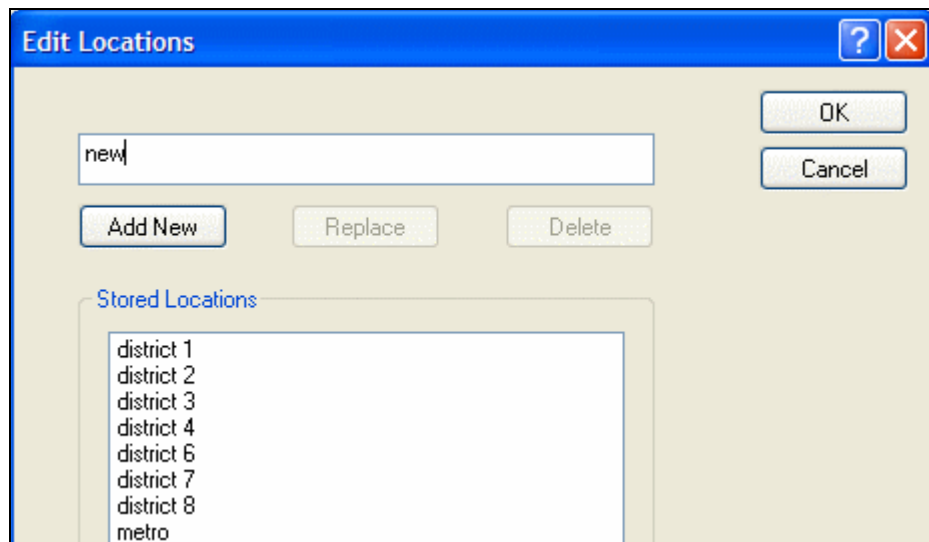 Edit Locations
?
OK
new
Cancel
Add New Replace Delete
Stored Locations
district 1
district 2
district 3
district 4
district 6
district 7
district 8
metro